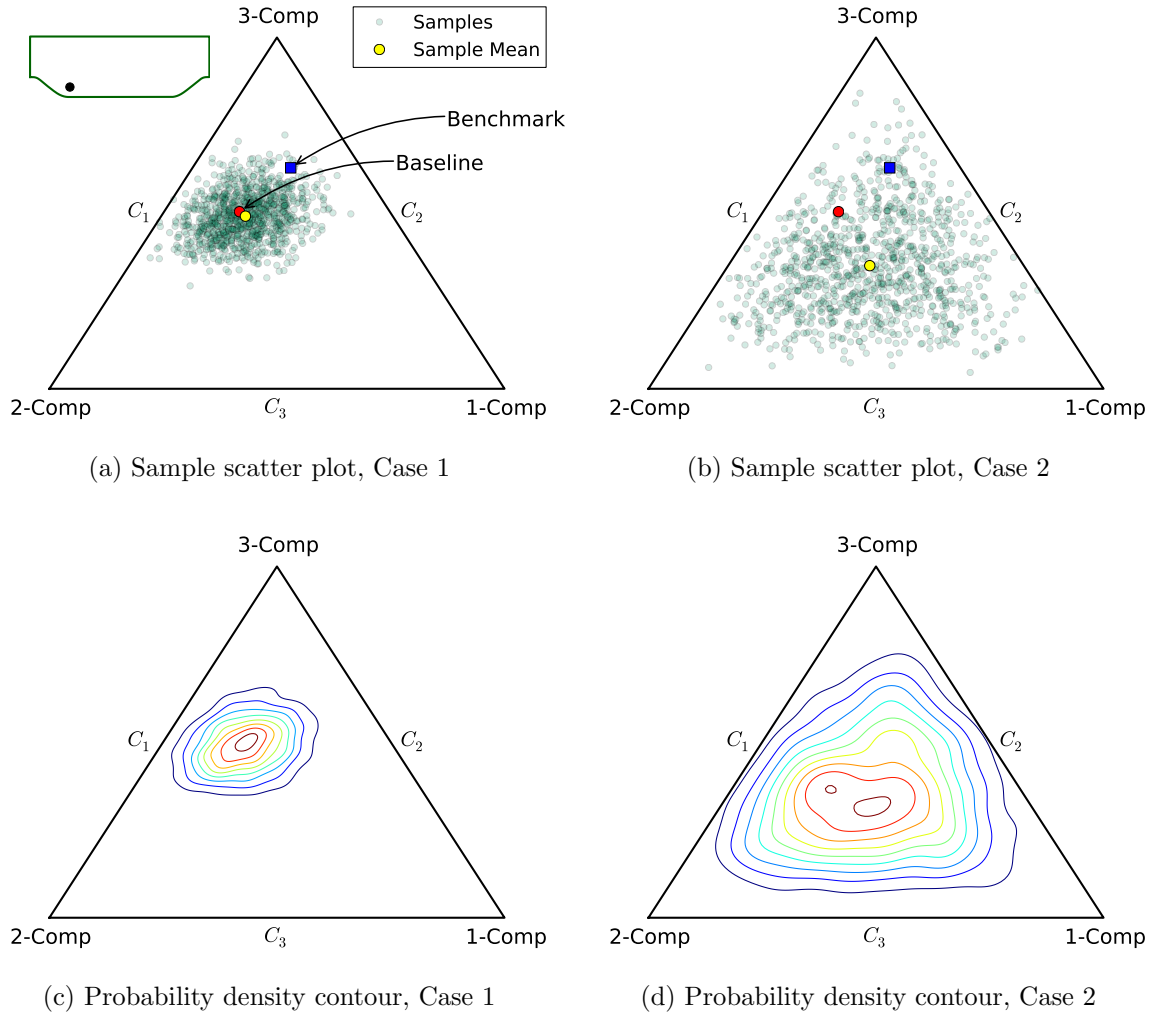 3-Comp
Samples
Sample Mean
Benchmark
Baseline
C1
C2
2-Comp
C3
1-Comp
(a) Sample scatter plot, Case 1
3-Comp
C1
C2
2-Comp
C3
1-Comp
(b) Sample scatter plot, Case 2
3-Comp
C1
C2
2-Comp
C3
1-Comp
(c) Probability density contour, Case 1
3-Comp
C1
C2
2-Comp
C3
1-Comp
(d) Probability density contour, Case 2